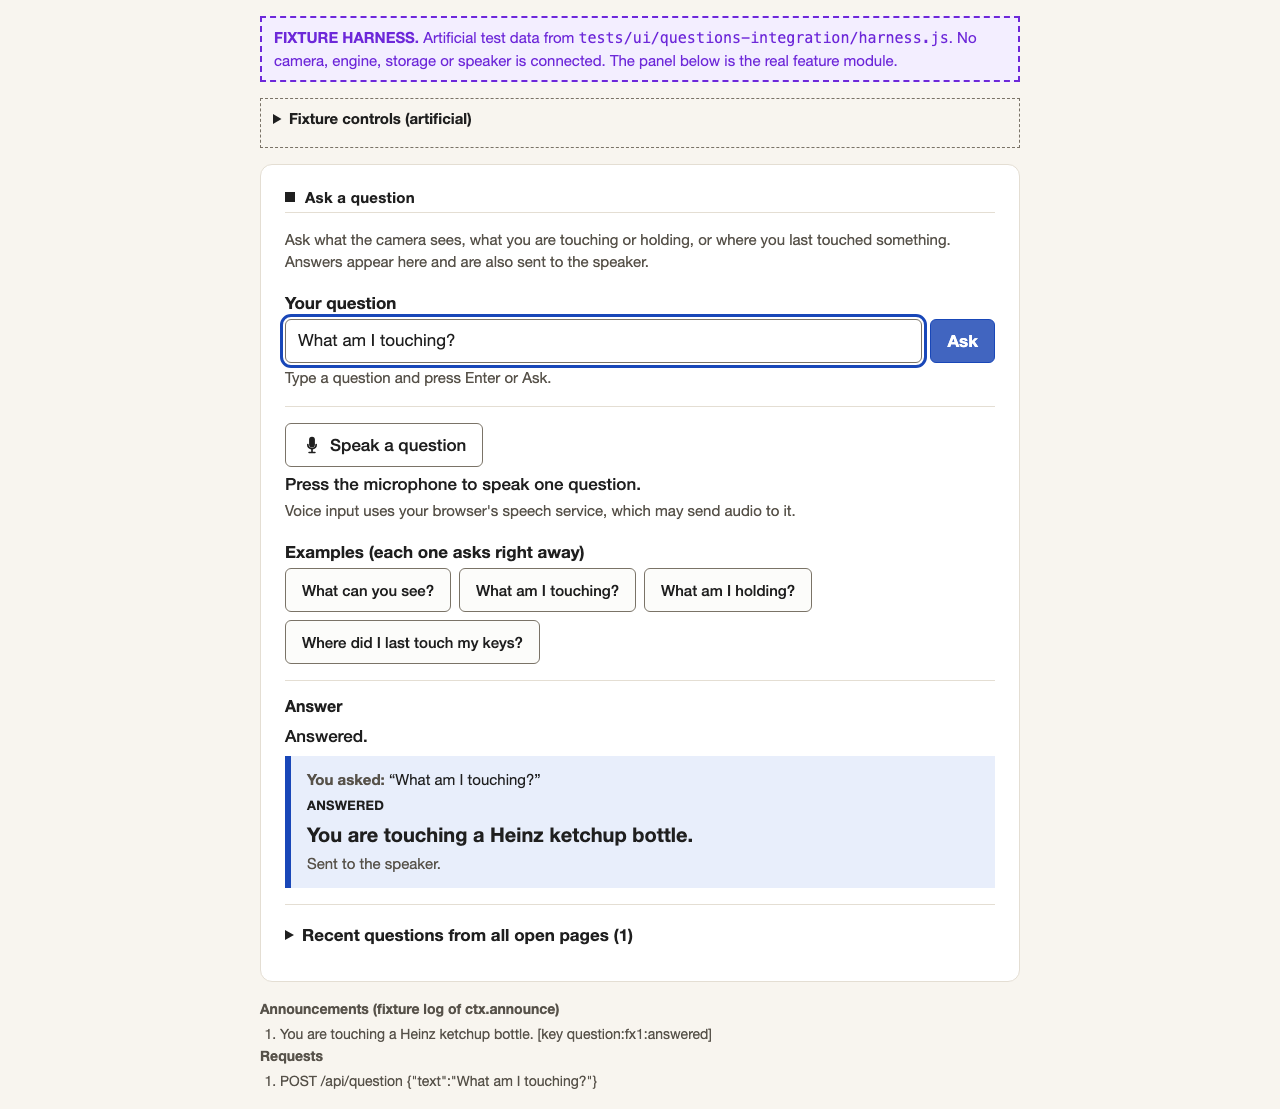 FIXTURE HARNESS. Artificial test data from tests/ui/questions-integration/harness.js. No
camera, engine, storage or speaker is connected. The panel below is the real feature module.
Fixture controls (artificial)
Ask a question
Ask what the camera sees, what you are touching or holding, or where you last touched something.
Answers appear here and are also sent to the speaker.
Your question
What am I touching?
Ask
Type a question and press Enter or Ask.
Speak a question
Press the microphone to speak one question.
Voice input uses your browser's speech service, which may send audio to it.
Examples (each one asks right away)
What can you see?
What am I touching?
What am I holding?
Where did I last touch my keys?
Answer
Answered.
You asked: “What am I touching?”
ANSWERED
You are touching a Heinz ketchup bottle.
Sent to the speaker.
Recent questions from all open pages (1)
Announcements (fixture log of ctx.announce)
1. You are touching a Heinz ketchup bottle. [key question:fx1:answered]
Requests
1. POST /api/question {"text":"What am I touching?"}